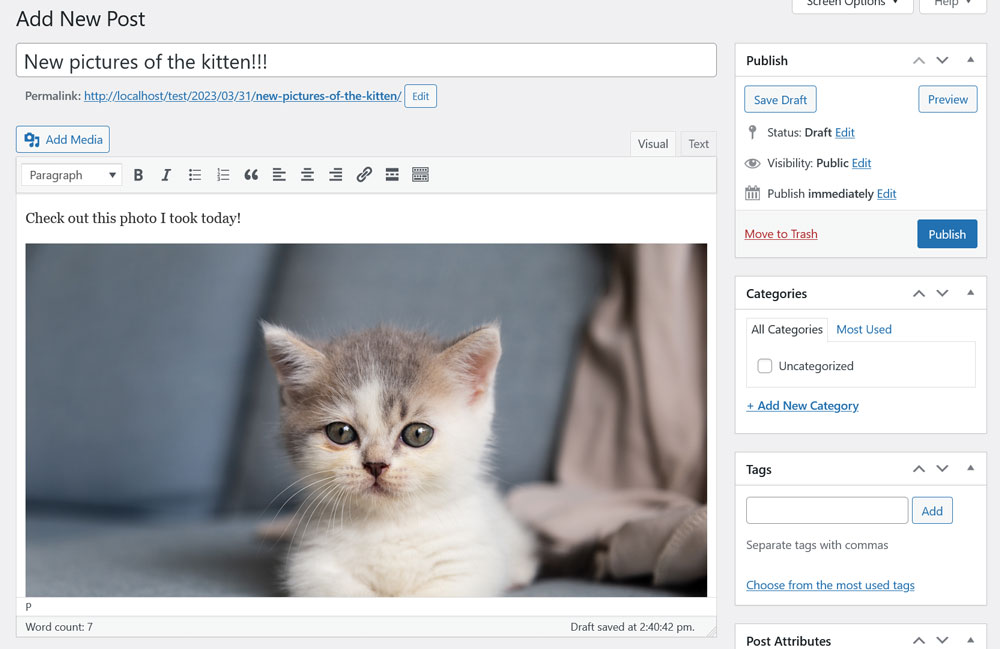 Add New Post
Screen Options
Help
New pictures of the kitten!!!
Permalink: http://localhost/test/2023/03/31/new-pictures-of-the-kitten/ Edit
Add Media
Visual Text
Paragraph B I
Check out this photo I took today!
P
Word count: 7
Draft saved at 2:40:42 pm.
Publish
Save Draft
Preview
Status: Draft Edit
Visibility: Public Edit
Publish immediately Edit
Move to Trash
Publish
Categories
All Categories Most Used
Uncategorized
+ Add New Category
Tags
Add
Separate tags with commas
Choose from the most used tags
Post Attributes